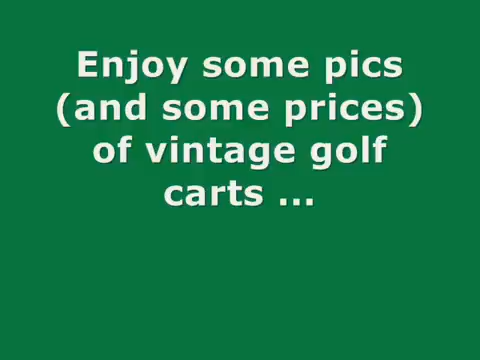 Enjoy some pics
(and some prices)
of vintage golf
carts ...